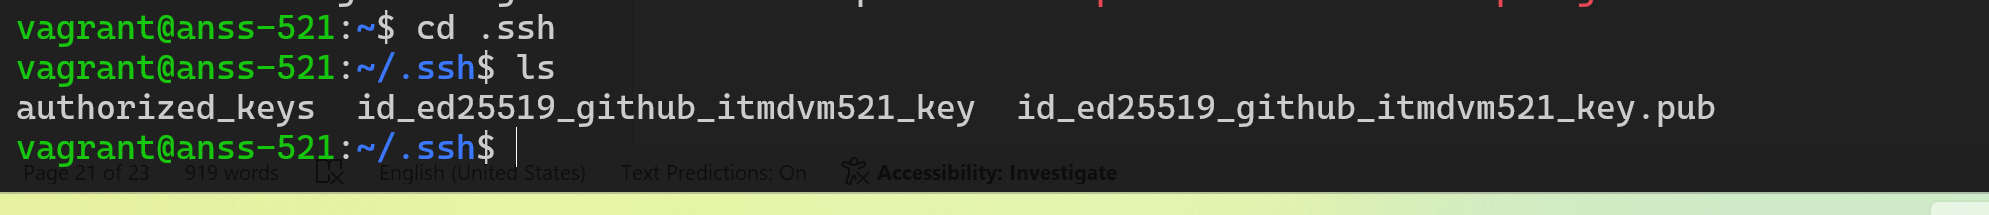 vagrant@anss-521:~$ cd .ssh
vagrant@anss-521:~/.ssh$ ls
authorized_keys  id_ed25519_github_itmdvm521_key  id_ed25519_github_itmdvm521_key.pub
vagrant@anss-521:~/.ssh$
Page 21 of 23 919 words English (United States) Text Predictions: On Accessibility: Investigate